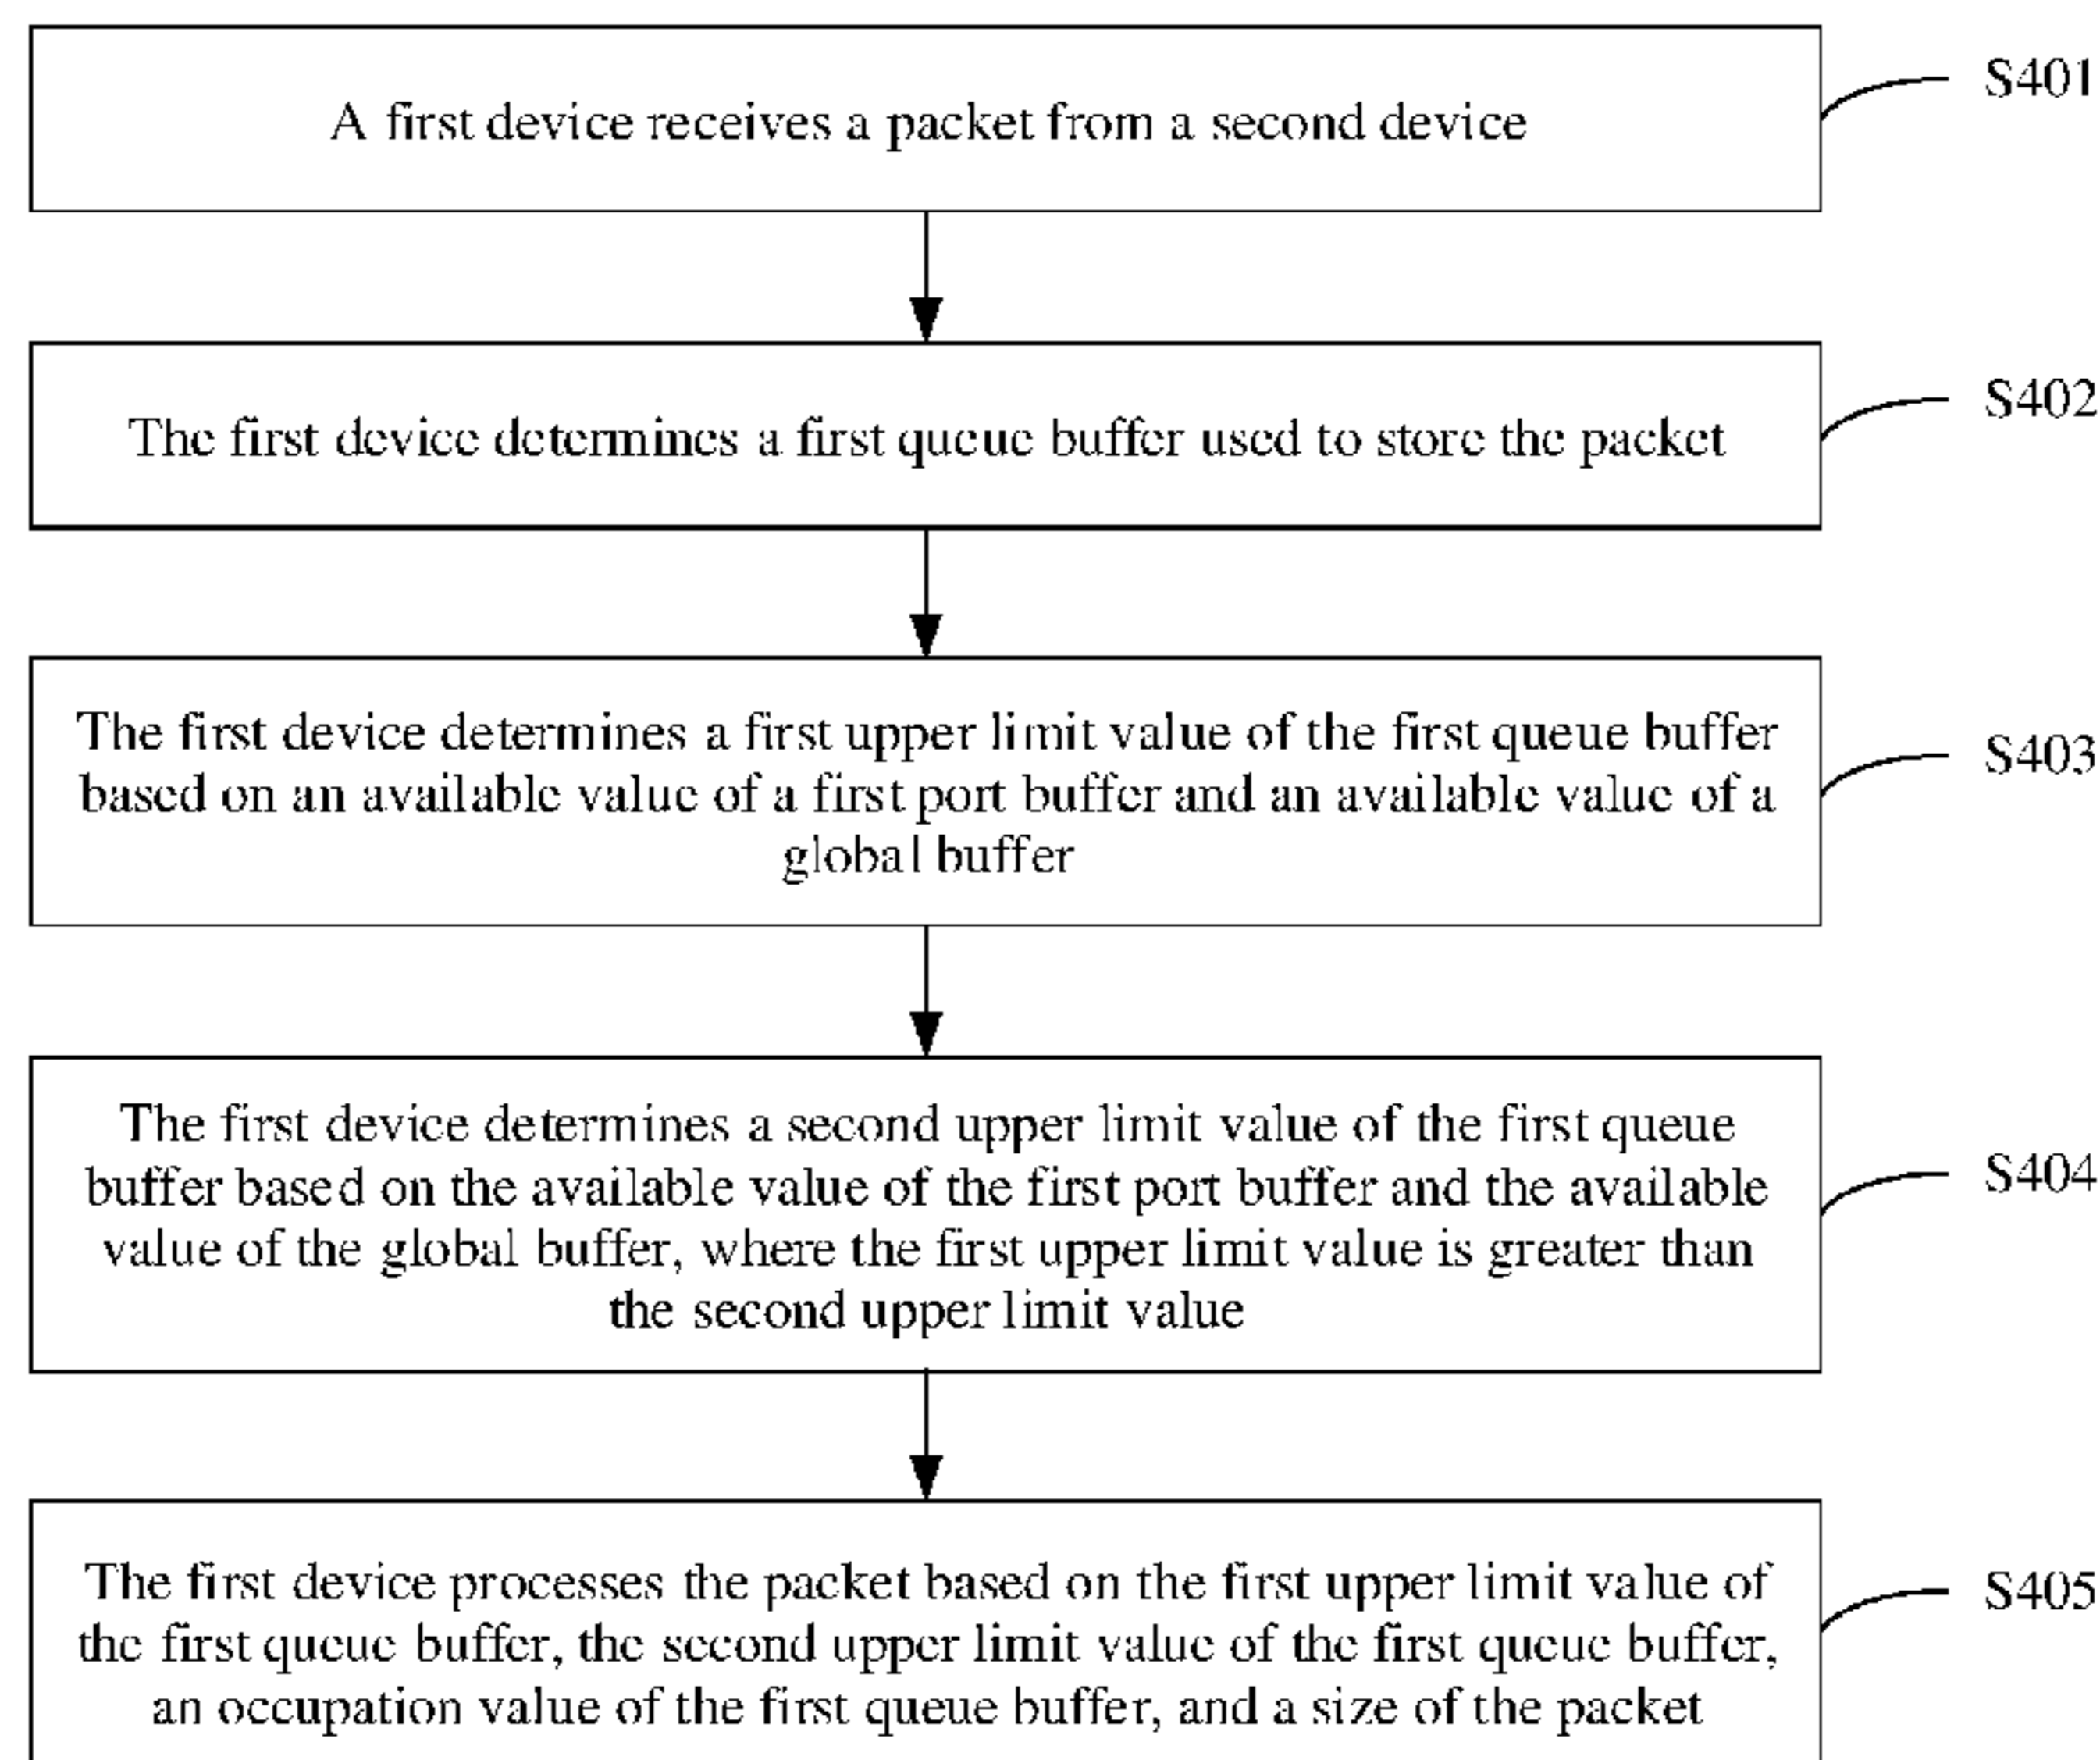 A first device receives a packet from a second device
S401
The first device determines a first queue buffer used to store the packet
S402
The first device determines a first upper limit value of the first queue buffer
based on an available value of a first port buffer and an available value of a
global buffer
S403
The first device determines a second upper limit value of the first queue
buffer based on the available value of the first port buffer and the available
value of the global buffer, where the first upper limit value is greater than
the second upper limit value
S404
The first device processes the packet based on the first upper limit value of
the first queue buffer, the second upper limit value of the first queue buffer,
an occupation value of the first queue buffer, and a size of the packet
S405